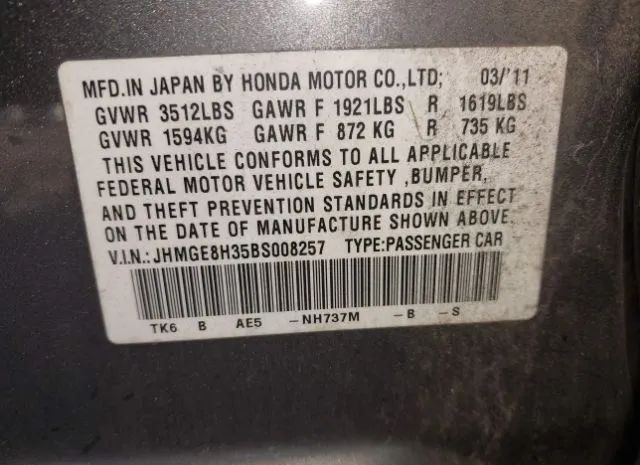 MFD.IN JAPAN BY HONDA MOTOR CO.,LTD; 03/'11
GVWR 3512LBS GAWR F 1921LBS R 1619LBS
GVWR 1594KG GAWR F 872 KG R 735 KG
THIS VEHICLE CONFORMS TO ALL APPLICABLE
FEDERAL MOTOR VEHICLE SAFETY ,BUMPER,
AND THEFT PREVENTION STANDARDS IN EFFECT
ON THE DATE OF MANUFACTURE SHOWN ABOVE.
V.I.N.: JHMGE8H35BS008257 TYPE:PASSENGER CAR
TK6 B AE5 -NH737M -B -S